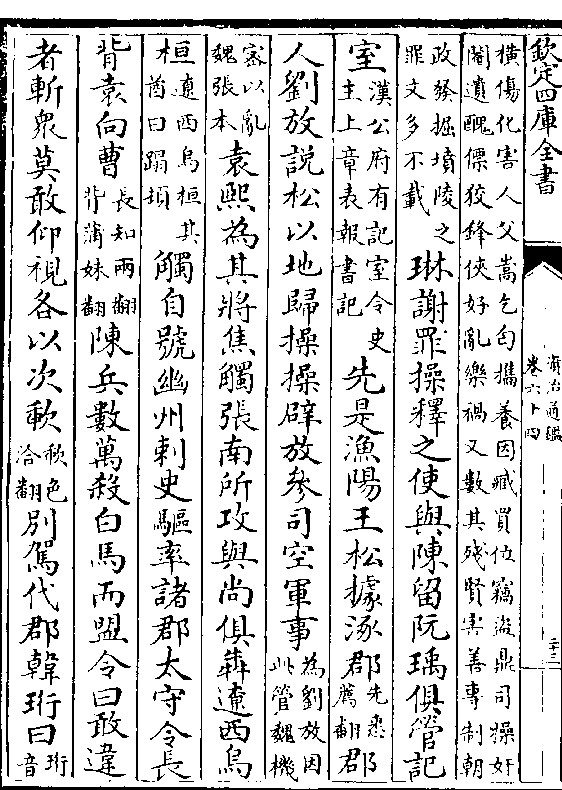 欽定四庫全書
資治通鑑
卷六十四
二十三
橫傷化害人父嵩乞匄攜養因贓買位竊盜鼎司操奸
閹遺醜僄狡鋒俠好亂樂禍又數其殘賢害善專制朝
政發掘墳陵之
罪文多不載
琳謝罪操釋之使與陳留阮瑀俱管記
室
漢公府有記室令史
主上章表報書記
先是漁陽王松據涿郡
先悉
薦翻
郡
人劉放說松以地歸操操辟放參司空軍事
為劉放因
此管魏機
密以亂
魏張本
袁熙為其將焦觸張南所攻與尚俱犇遼西烏
桓
遼西烏桓其
酋曰蹋頓
觸自號幽州刺史驅率諸郡太守令長
背袁向曹
長知兩翻
背蒲妹翻
陳兵數萬殺白馬而盟令曰敢違
者斬衆莫敢仰視各以次歃
歃色
洽翻
別駕代郡韓珩曰
珩
音